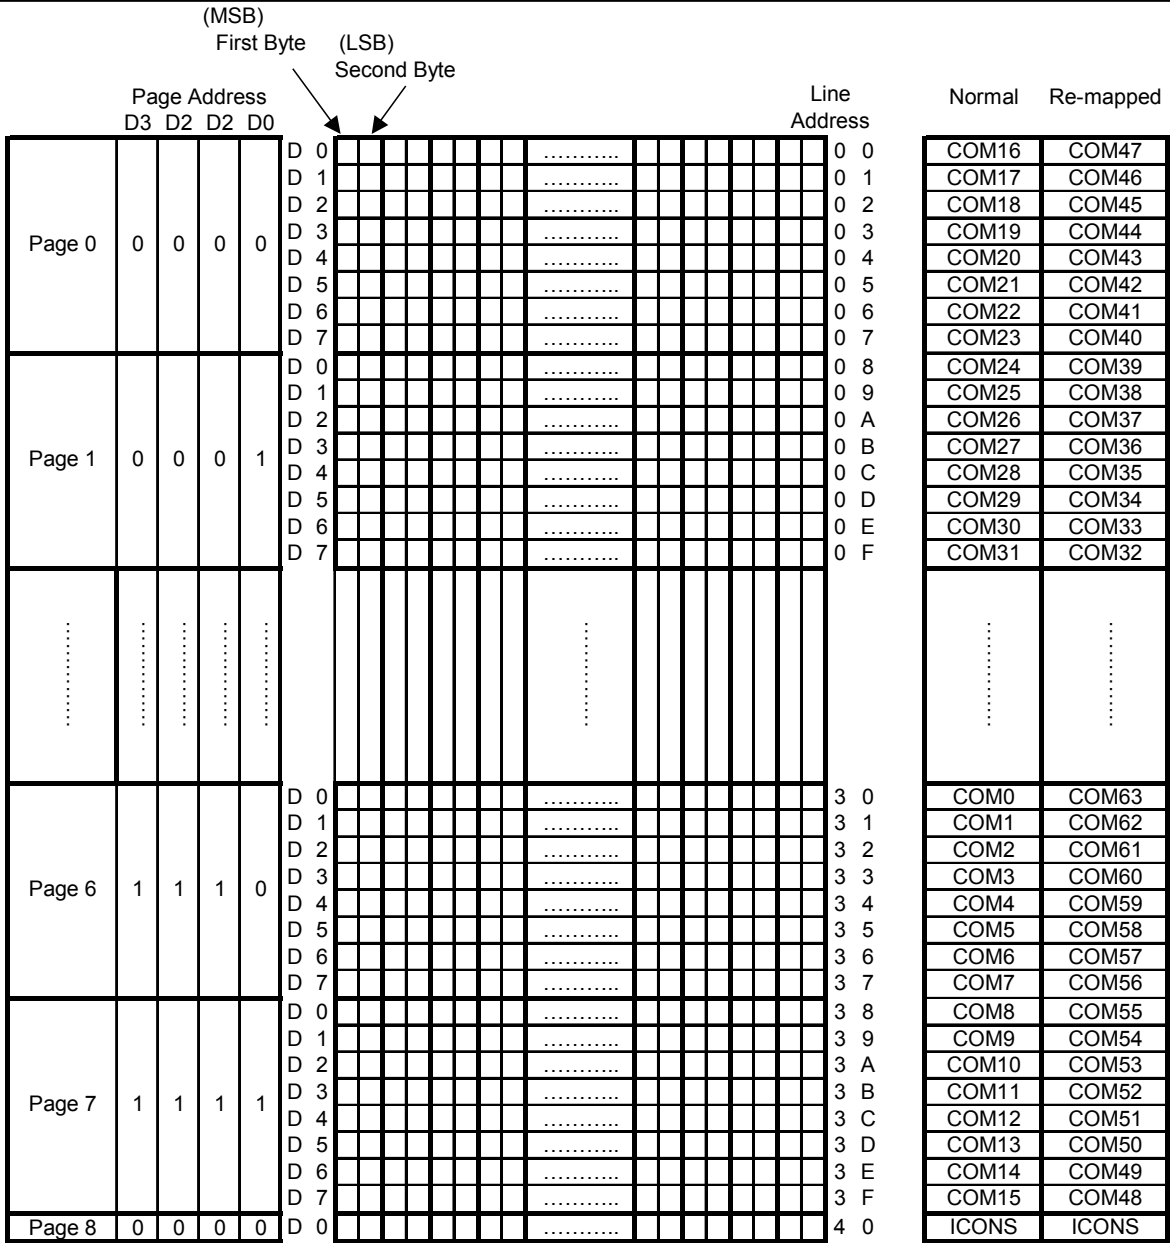 (MSB)
First Byte (LSB)
Second Byte
Page Address Line Address Normal Re-mapped
D3 D2 D2 D0
Page 0 0 0 0 0
D 0 ........... 0 0 COM16 COM47
D 1 ........... 0 1 COM17 COM46
D 2 ........... 0 2 COM18 COM45
D 3 ........... 0 3 COM19 COM44
D 4 ........... 0 4 COM20 COM43
D 5 ........... 0 5 COM21 COM42
D 6 ........... 0 6 COM22 COM41
D 7 ........... 0 7 COM23 COM40
Page 1 0 0 0 1
D 0 ........... 0 8 COM24 COM39
D 1 ........... 0 9 COM25 COM38
D 2 ........... 0 A COM26 COM37
D 3 ........... 0 B COM27 COM36
D 4 ........... 0 C COM28 COM35
D 5 ........... 0 D COM29 COM34
D 6 ........... 0 E COM30 COM33
D 7 ........... 0 F COM31 COM32
Page 6 1 1 1 0
D 0 ........... 3 0 COM0 COM63
D 1 ........... 3 1 COM1 COM62
D 2 ........... 3 2 COM2 COM61
D 3 ........... 3 3 COM3 COM60
D 4 ........... 3 4 COM4 COM59
D 5 ........... 3 5 COM5 COM58
D 6 ........... 3 6 COM6 COM57
D 7 ........... 3 7 COM7 COM56
Page 7 1 1 1 1
D 0 ........... 3 8 COM8 COM55
D 1 ........... 3 9 COM9 COM54
D 2 ........... 3 A COM10 COM53
D 3 ........... 3 B COM11 COM52
D 4 ........... 3 C COM12 COM51
D 5 ........... 3 D COM13 COM50
D 6 ........... 3 E COM14 COM49
D 7 ........... 3 F COM15 COM48
Page 8 0 0 0 0 D 0 ........... 4 0 ICONS ICONS